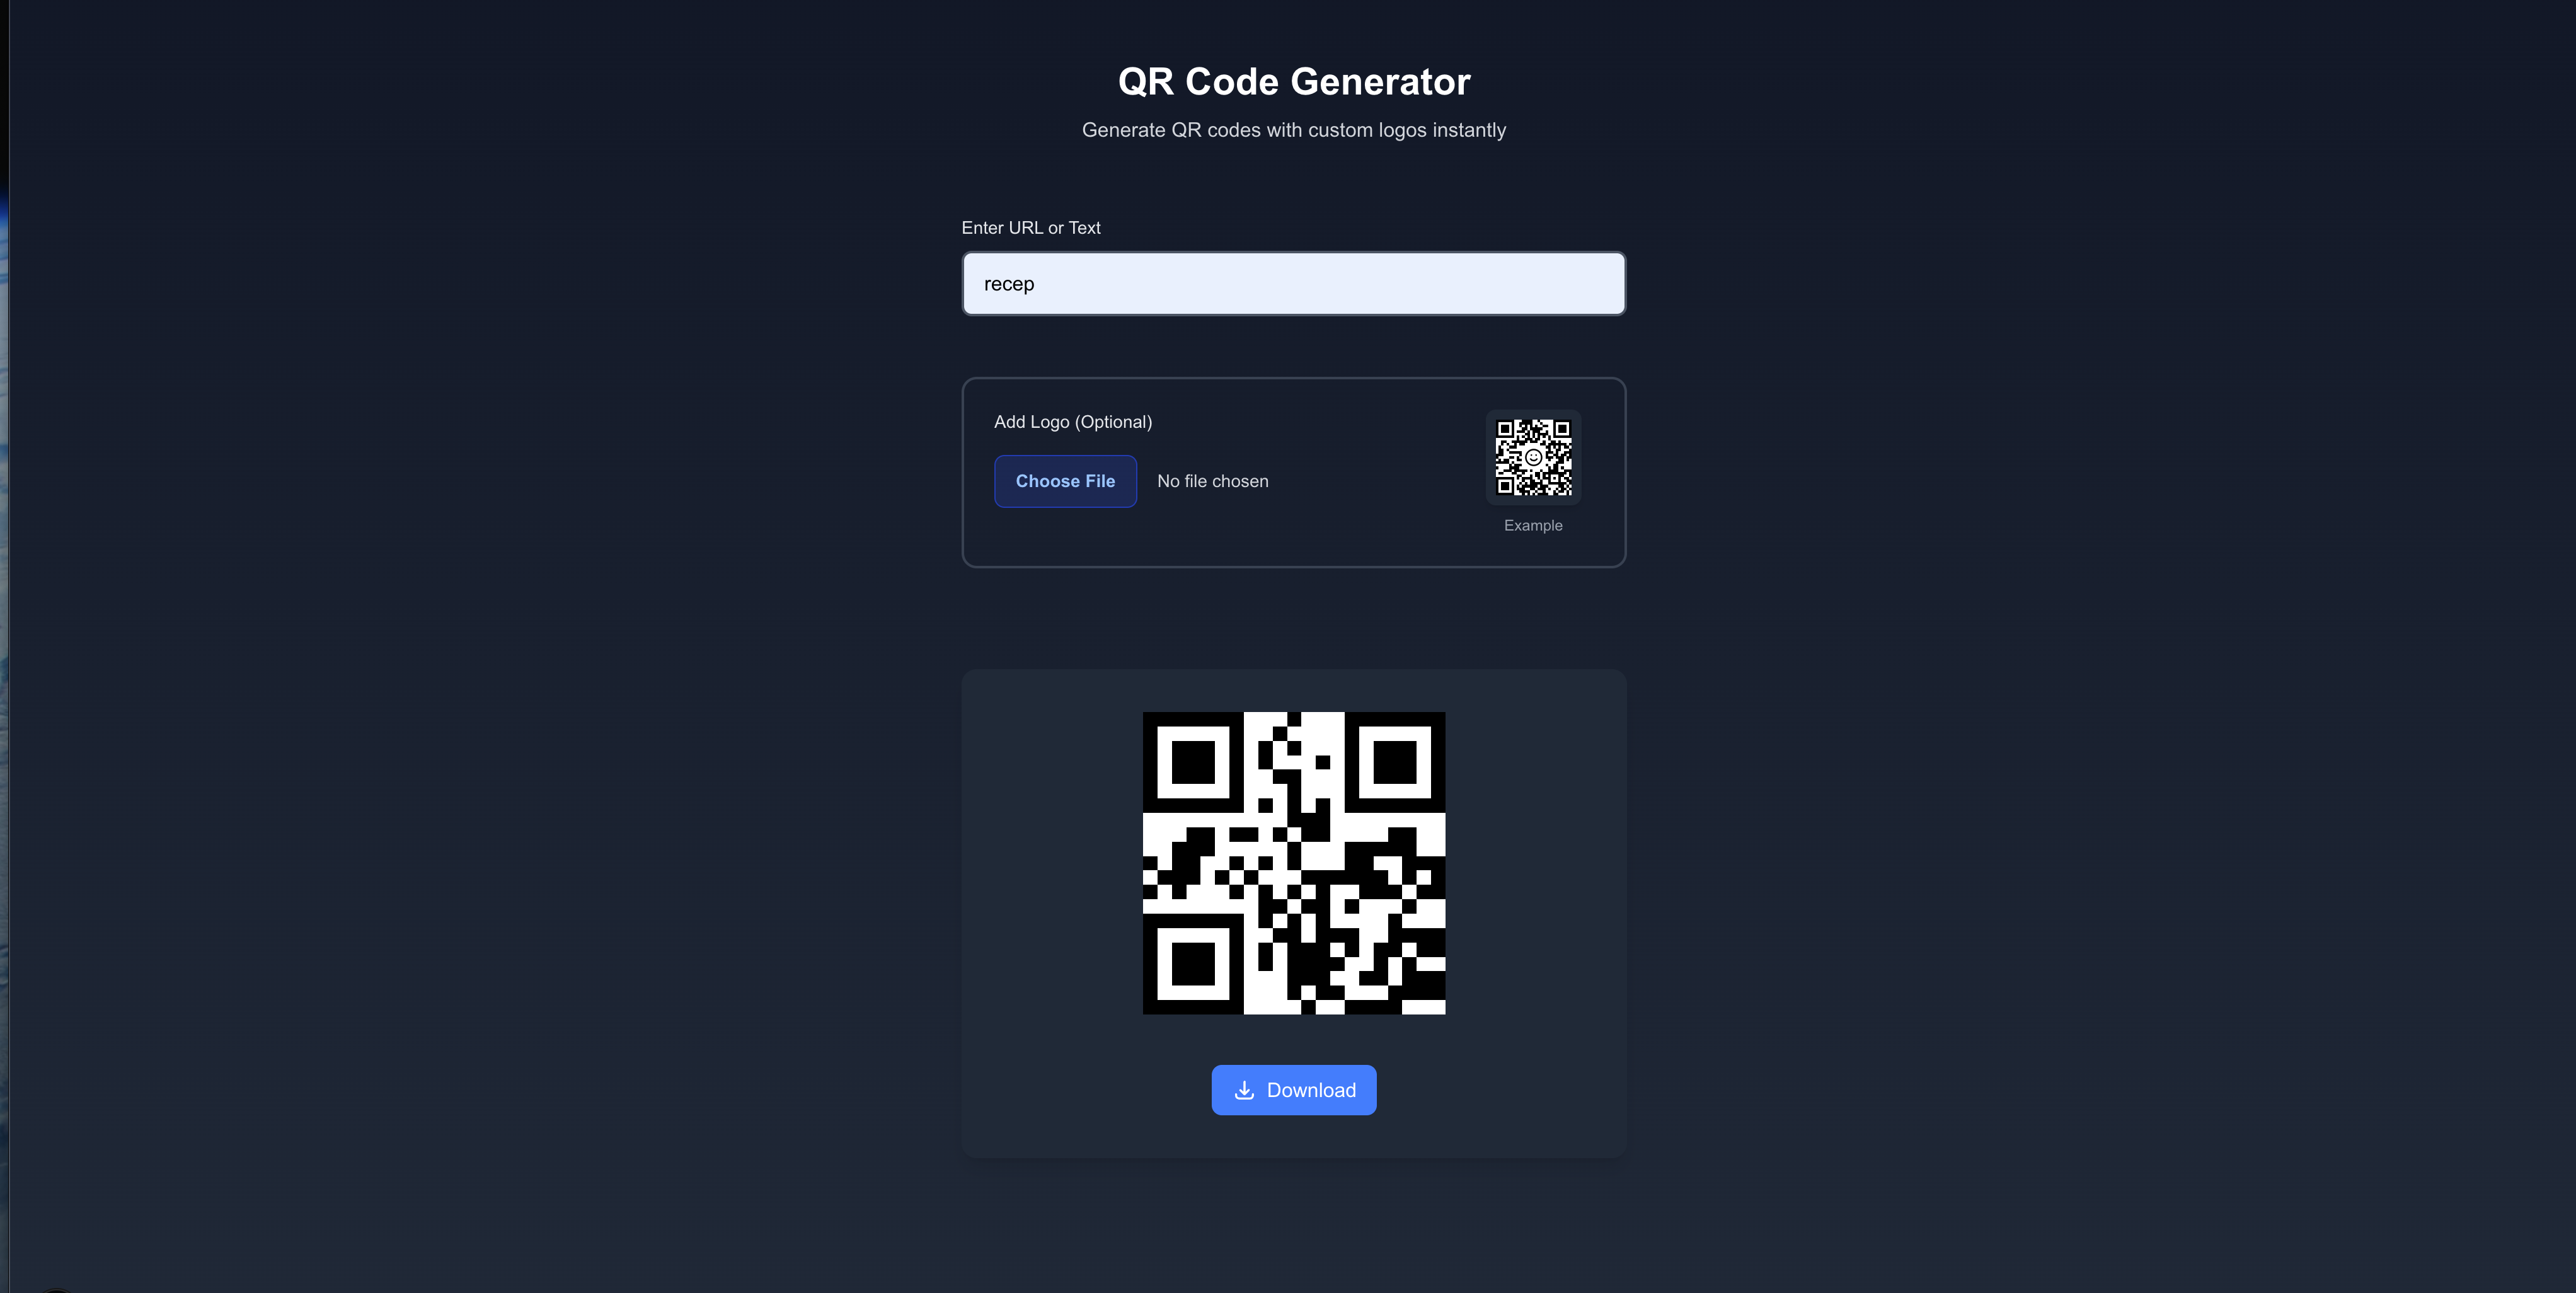 QR Code Generator
Generate QR codes with custom logos instantly
Enter URL or Text
recep
Add Logo (Optional)
Choose File No file chosen
Example
Download